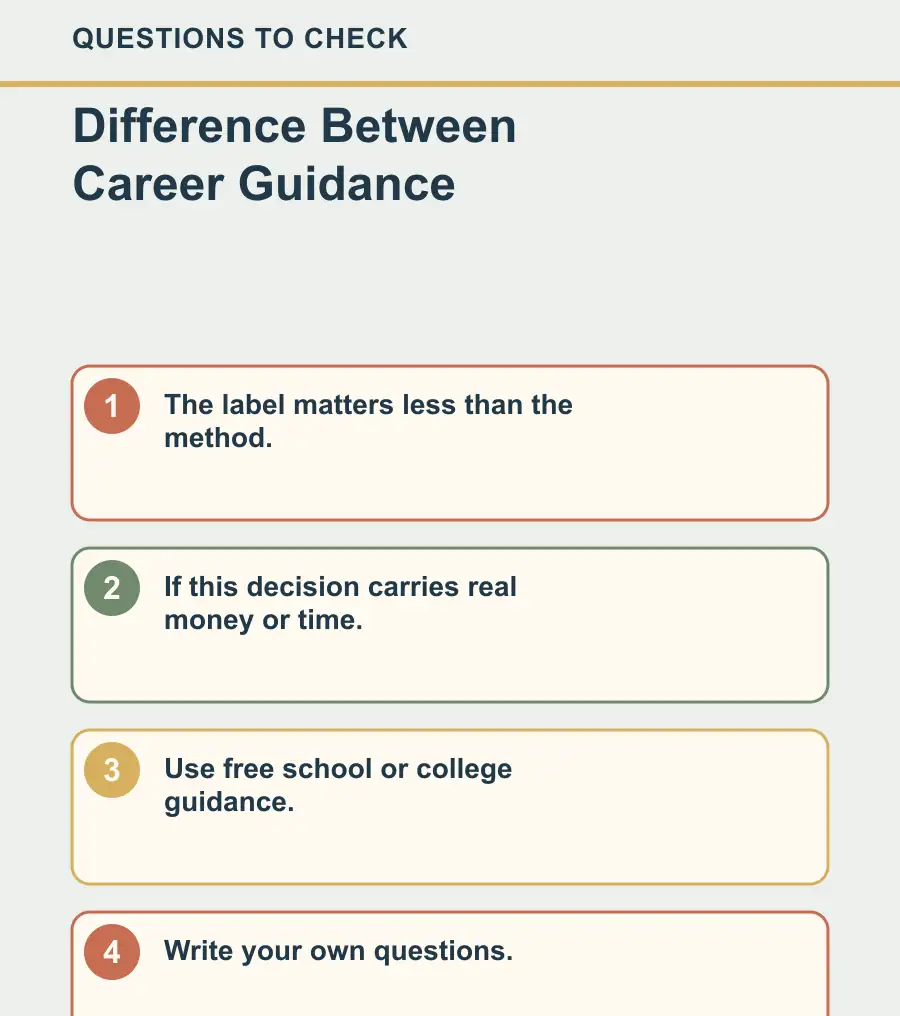 QUESTIONS TO CHECK
Difference Between
Career Guidance
1
The label matters less than the
method.
2
If this decision carries real
money or time.
3
Use free school or college
guidance.
4
Write your own questions.